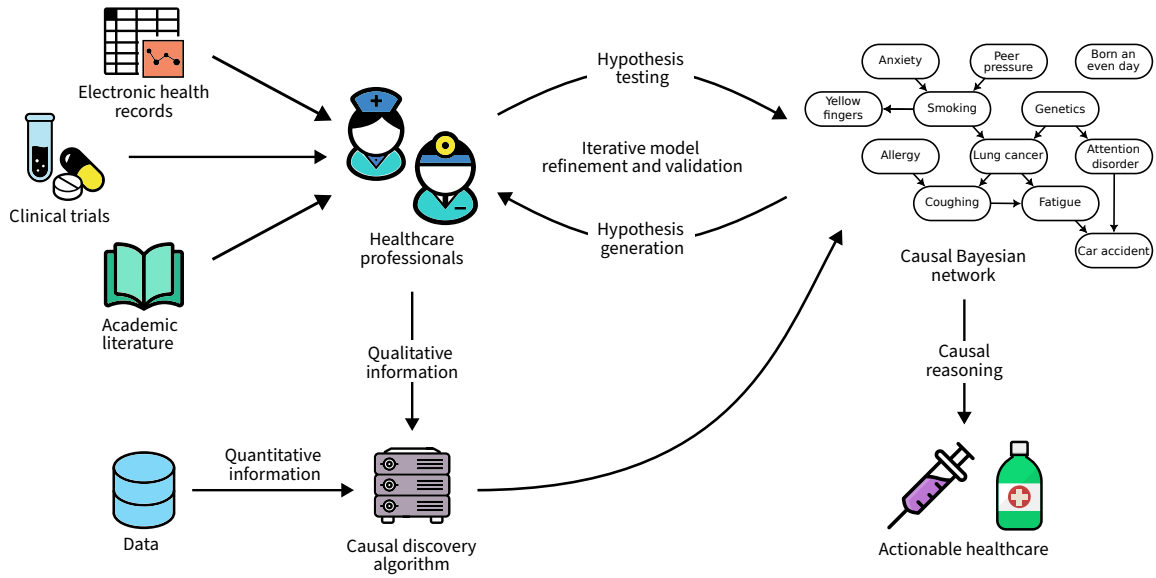 Electronic health
records
Clinical trials
Academic
literature
Healthcare
professionals
Hypothesis
testing
Iterative model
refinement and validation
Hypothesis
generation
Qualitative
information
Quantitative
information
Data
Causal discovery
algorithm
Anxiety
Peer
pressure
Born an
even day
Yellow
fingers
Smoking
Genetics
Allergy
Lung cancer
Attention
disorder
Coughing
Fatigue
Car accident
Causal Bayesian
network
Causal
reasoning
Actionable healthcare